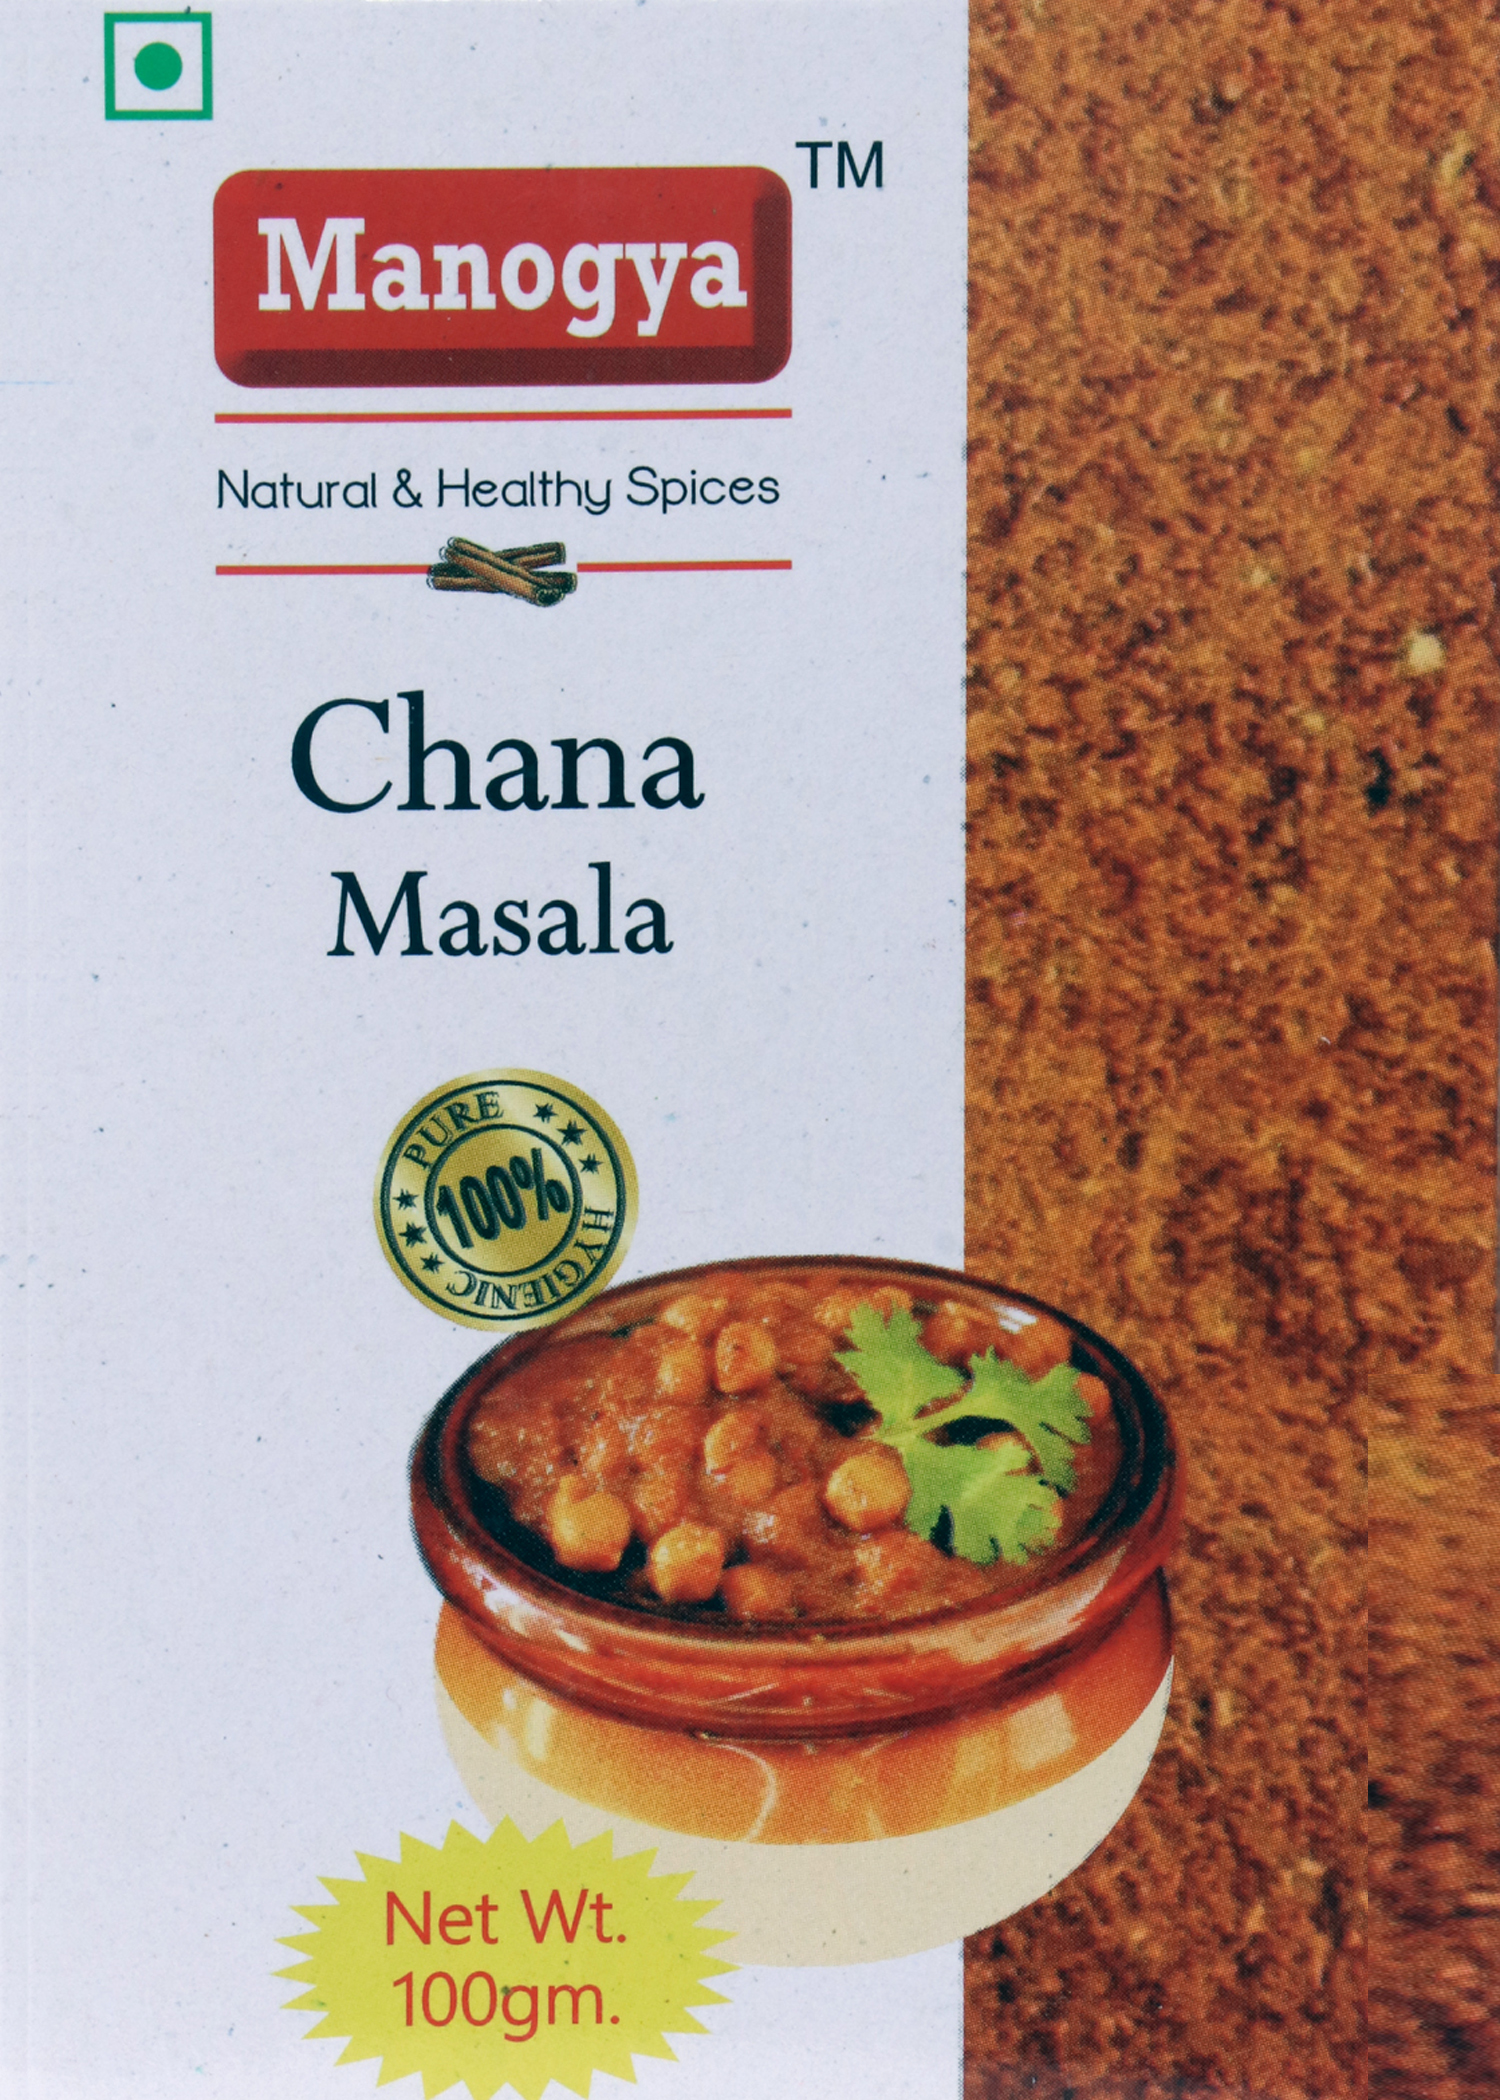 TM
Manogya
Natural & Healthy Spices
Chana
Masala
PURE
100%
HYGIENIC
Net Wt.
100gm.